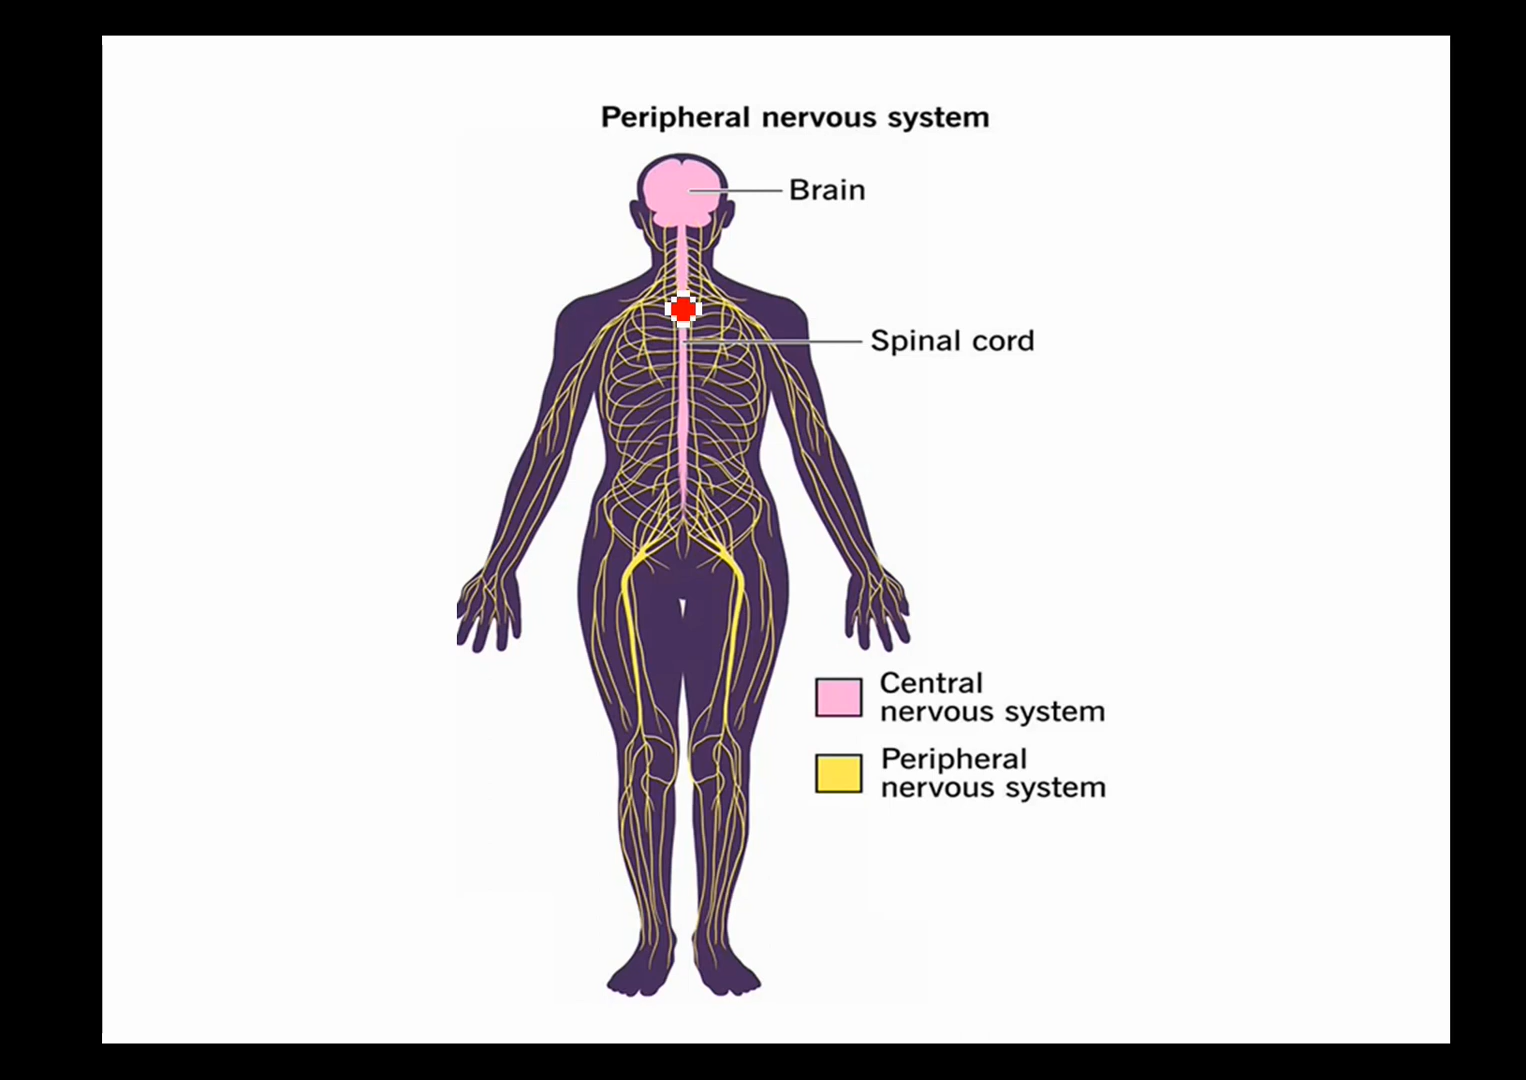 Peripheral nervous system
Brain
Spinal cord
Central
nervous system
Peripheral
nervous system